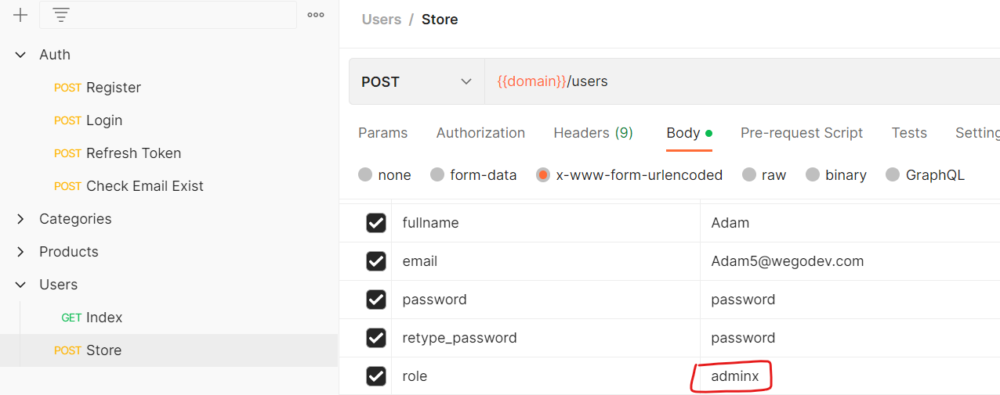 Users / Store
Auth
POST Register
POST Login
POST Refresh Token
POST Check Email Exist
Categories
Products
Users
GET Index
POST Store
POST {{domain}}/users
Params Authorization Headers (9) Body Pre-request Script Tests Setting
none form-data x-www-form-urlencoded raw binary GraphQL
fullname Adam
email Adam5@wegodev.com
password password
retype_password password
role adminx